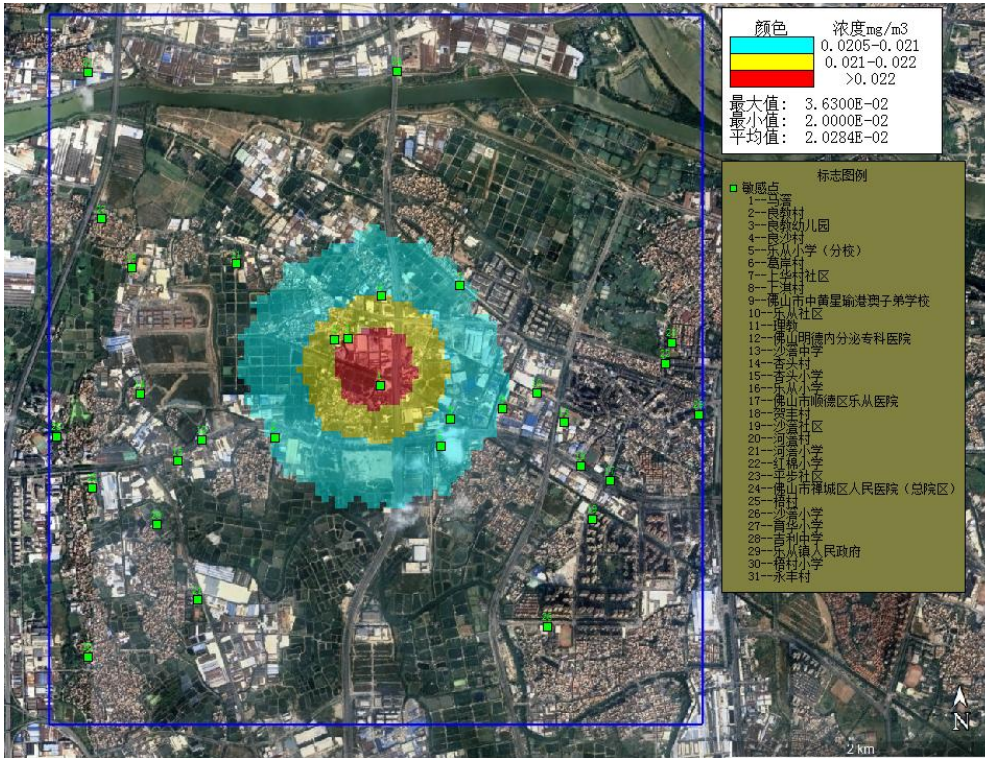 颜色 浓度mg/m3
0.0205-0.021
0.021-0.022
>0.022
最大值: 3.6300E-02
最小值: 2.0000E-02
平均值: 2.0284E-02
标志图例
敏感点
1--马滘
2--良教村
3--良教幼儿园
4--良沙村
5--乐从小学（分校）
6--葛岸村
7--上华村社区
8--上淇村
9--佛山市中黄星瑜港澳子弟学校
10--乐从社区
11--理教
12--佛山明德内分泌专科医院
13--沙滘中学
14--杏头村
15--杏头小学
16--乐从小学
17--佛山市顺德区乐从医院
18--贺丰村
19--沙滘社区
20--河滘村
21--河滘小学
22--红棉小学
23--平步社区
24--佛山市禅城区人民医院（总院区）
25--梧村
26--沙滘小学
27--育华小学
28--吉利中学
29--乐从镇人民政府
30--梧村小学
31--永丰村
N
2 km